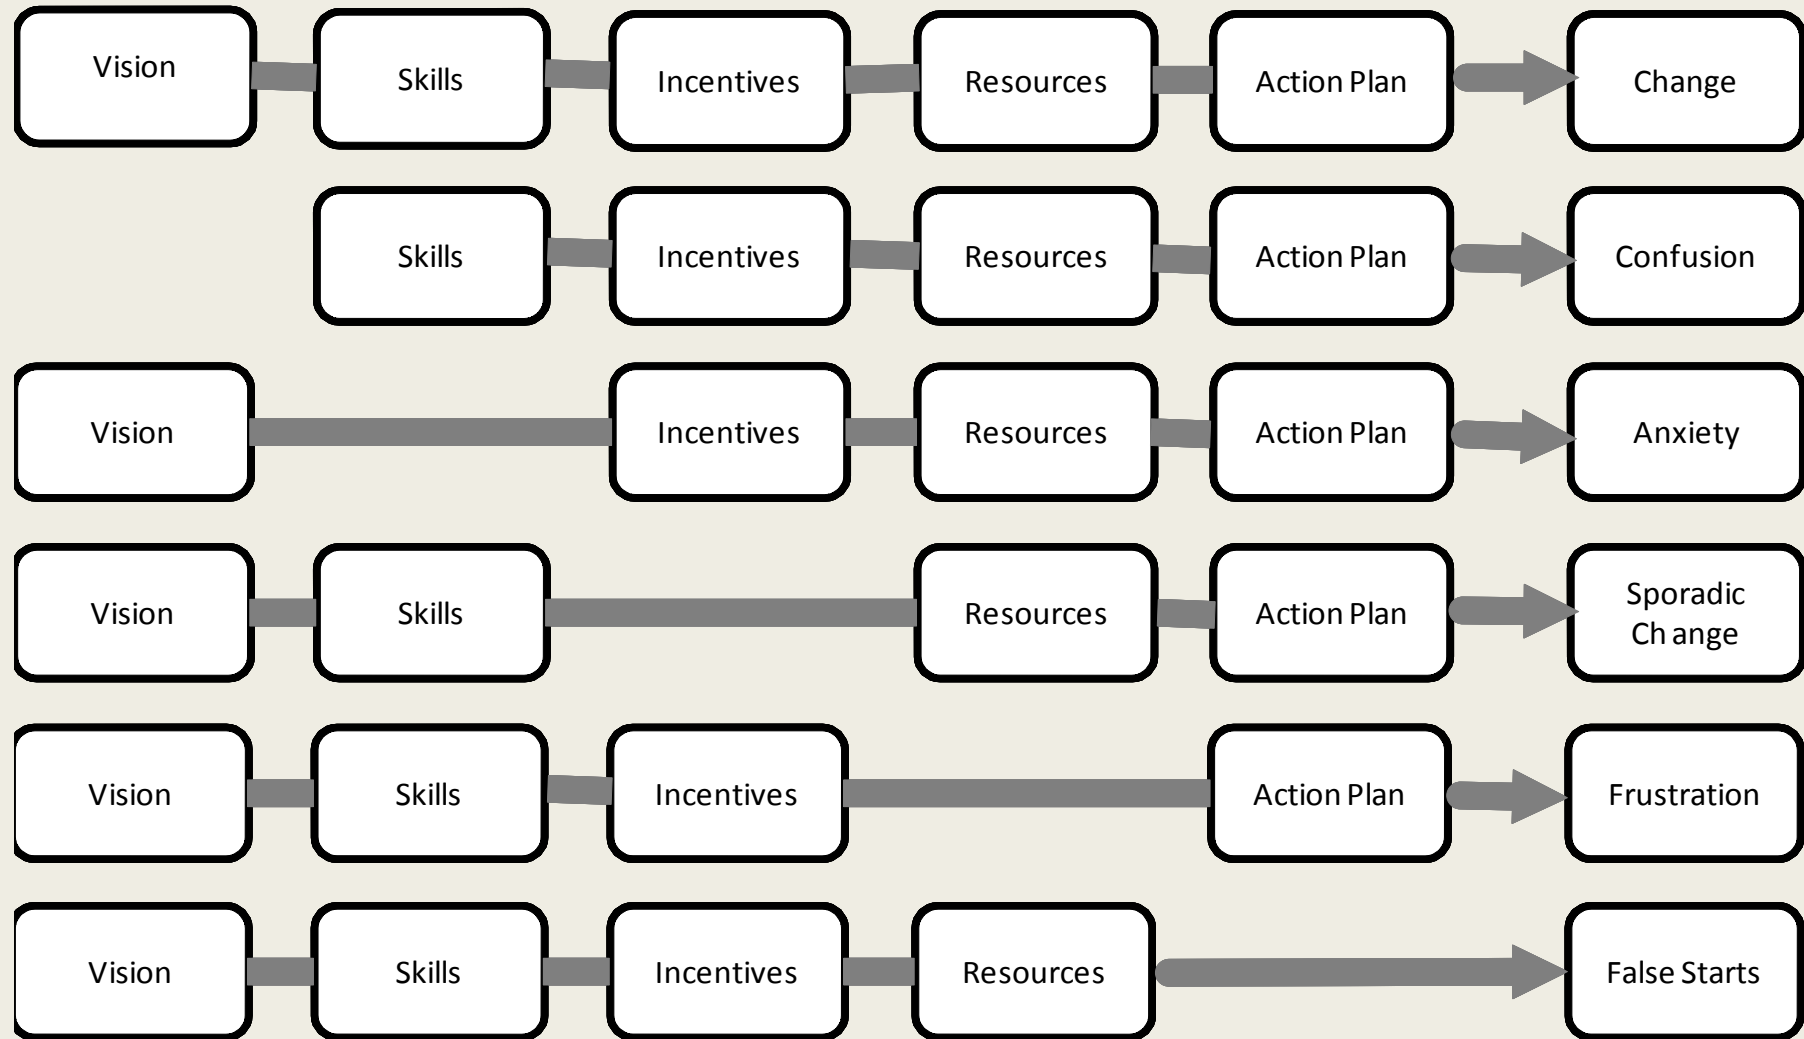 Vision Skills Incentives Resources Action Plan Change
Skills Incentives Resources Action Plan Confusion
Vision Incentives Resources Action Plan Anxiety
Vision Skills Resources Action Plan Sporadic
Change
Vision Skills Incentives Action Plan Frustration
Vision Skills Incentives Resources False Starts